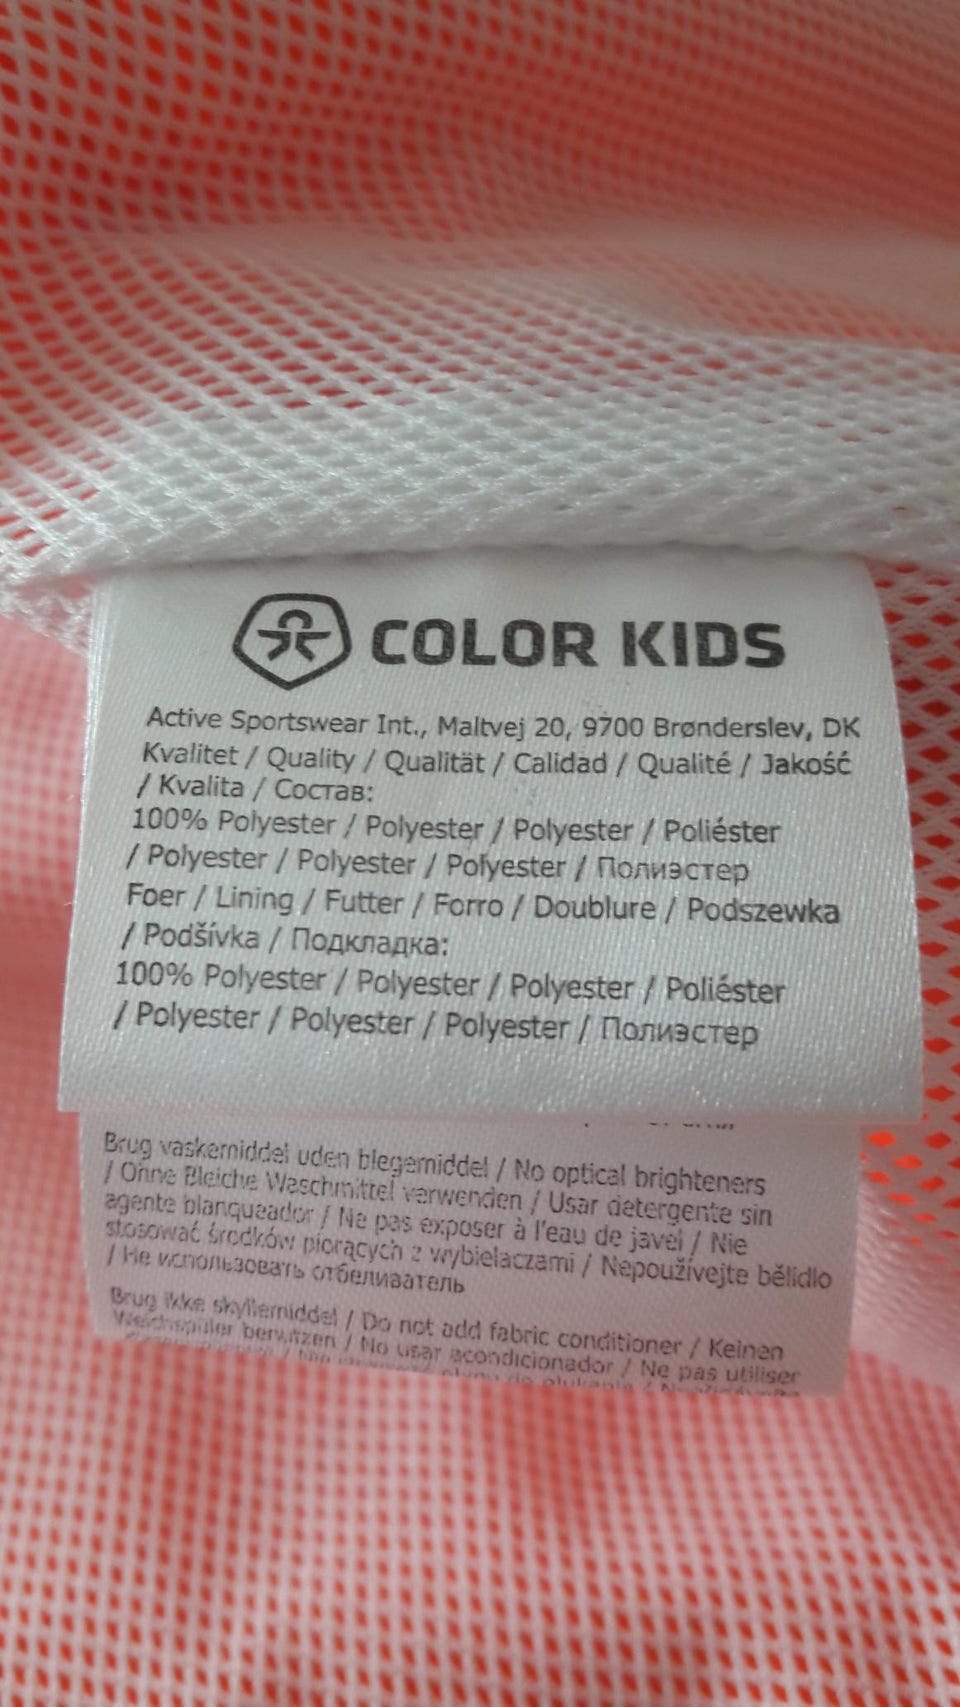 COLOR KIDS
Active Sportswear Int., Maltvej 20, 9700 Brønderslev, DK
Kvalitet / Quality / Qualität / Calidad / Qualité / Jakość
/ Kvalita / Состав:
100% Polyester / Polyester / Polyester / Poliéster
/ Polyester / Polyester / Polyester / Полиэстер
Foer / Lining / Futter / Forro / Doublure / Podszewka
/ Podšívka / Подкладка:
100% Polyester / Polyester / Polyester / Poliéster
/ Polyester / Polyester / Polyester / Полиэстер
Brug vaskemiddel uden blegemiddel / No optical brighteners
/ Ohne Bleiche Waschmittel verwenden / Usar detergente sin
agente blanqueador / Ne pas exposer à l'eau de javel / Nie
stosować środków piorących z wybielaczami / Nepoužívejte bělidlo
/ Не использовать отбеливатель
Brug ikke skyllemiddel / Do not add fabric conditioner / Keinen
Weichspüler benutzen / No usar acondicionador / Ne pas utiliser